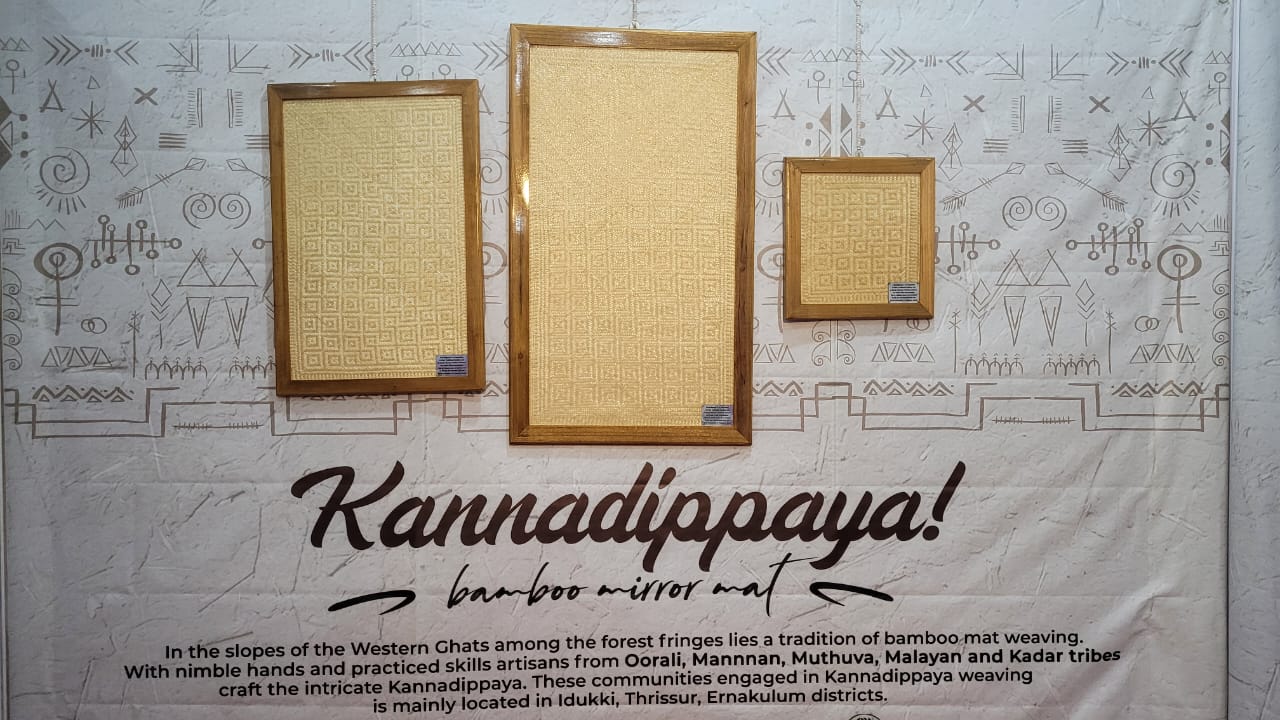 Kannadippaya!
bamboo mirror mat
In the slopes of the Western Ghats among the forest fringes lies a tradition of bamboo mat weaving.
With nimble hands and practiced skills artisans from Oorali, Mannnan, Muthuva, Malayan and Kadar tribes
craft the intricate Kannadippaya. These communities engaged in Kannadippaya weaving
is mainly located in Idukki, Thrissur, Ernakulum districts.